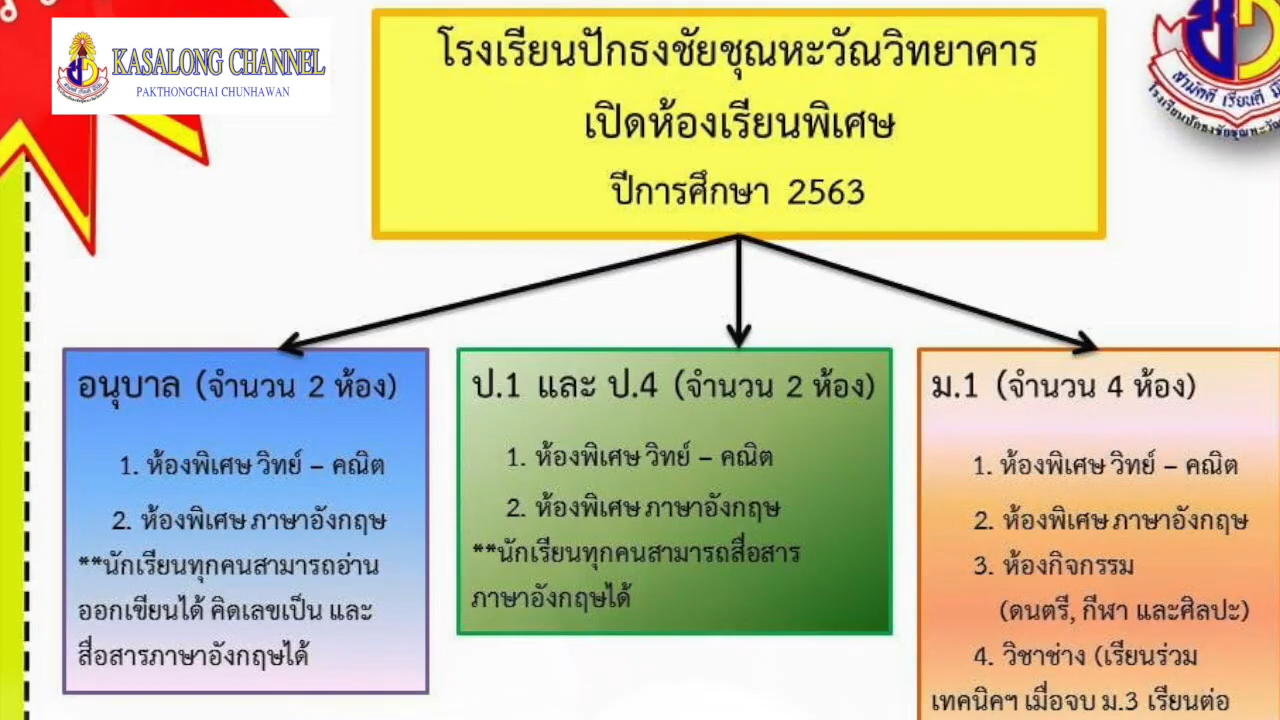 KASALONG CHANNEL
PAKTHONGCHAI CHUNHAWAN
โรงเรียนปักธงชัยชุณหะวัณวิทยาคาร
เปิดห้องเรียนพิเศษ
ปีการศึกษา 2563
สามัคคี เรียนดี
อนุบาล (จำนวน 2 ห้อง)
1. ห้องพิเศษ วิทย์ – คณิต
2. ห้องพิเศษ ภาษาอังกฤษ
**นักเรียนทุกคนสามารถอ่าน
ออกเขียนได้ คิดเลขเป็น และ
สื่อสารภาษาอังกฤษได้
ป.1 และ ป.4 (จำนวน 2 ห้อง)
1. ห้องพิเศษ วิทย์ – คณิต
2. ห้องพิเศษ ภาษาอังกฤษ
**นักเรียนทุกคนสามารถสื่อสาร
ภาษาอังกฤษได้
ม.1 (จำนวน 4 ห้อง)
1. ห้องพิเศษ วิทย์ – คณิต
2. ห้องพิเศษ ภาษาอังกฤษ
3. ห้องกิจกรรม
(ดนตรี, กีฬา และศิลปะ)
4. วิชาช่าง (เรียนร่วม
เทคนิคฯ เมื่อจบ ม.3 เรียนต่อ